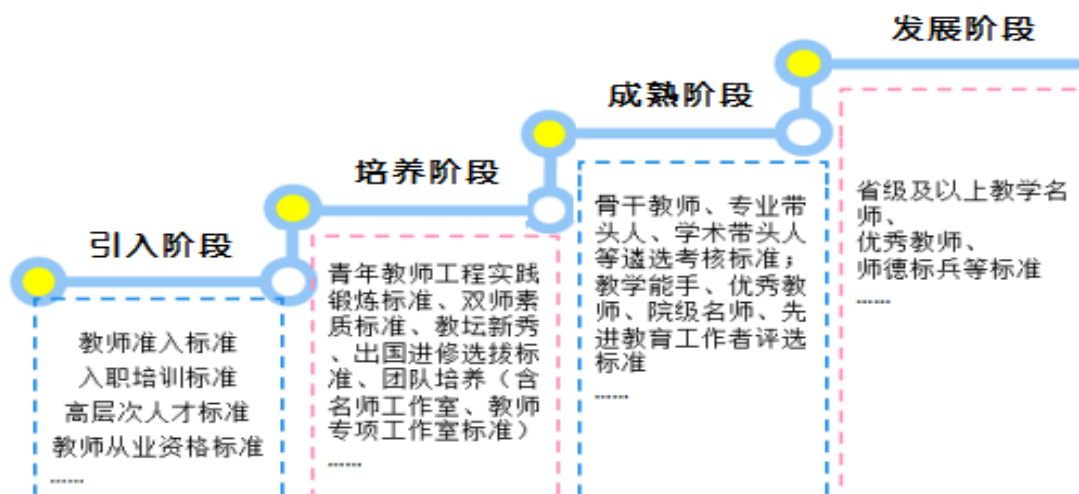 引入阶段
教师准入标准
入职培训标准
高层次人才标准
教师从业资格标准
......
培养阶段
青年教师工程实践
锻炼标准、双师素
质标准、教坛新秀
、出国进修选拔标
准、团队培养（含
名师工作室、教师
专项工作室标准）
......
成熟阶段
骨干教师、专业带
头人、学术带头人
等遴选考核标准；
教学能手、优秀教
师、院级名师、先
进教育工作者评选
标准
......
发展阶段
省级及以上教学名
师、
优秀教师、
师德标兵等标准
......